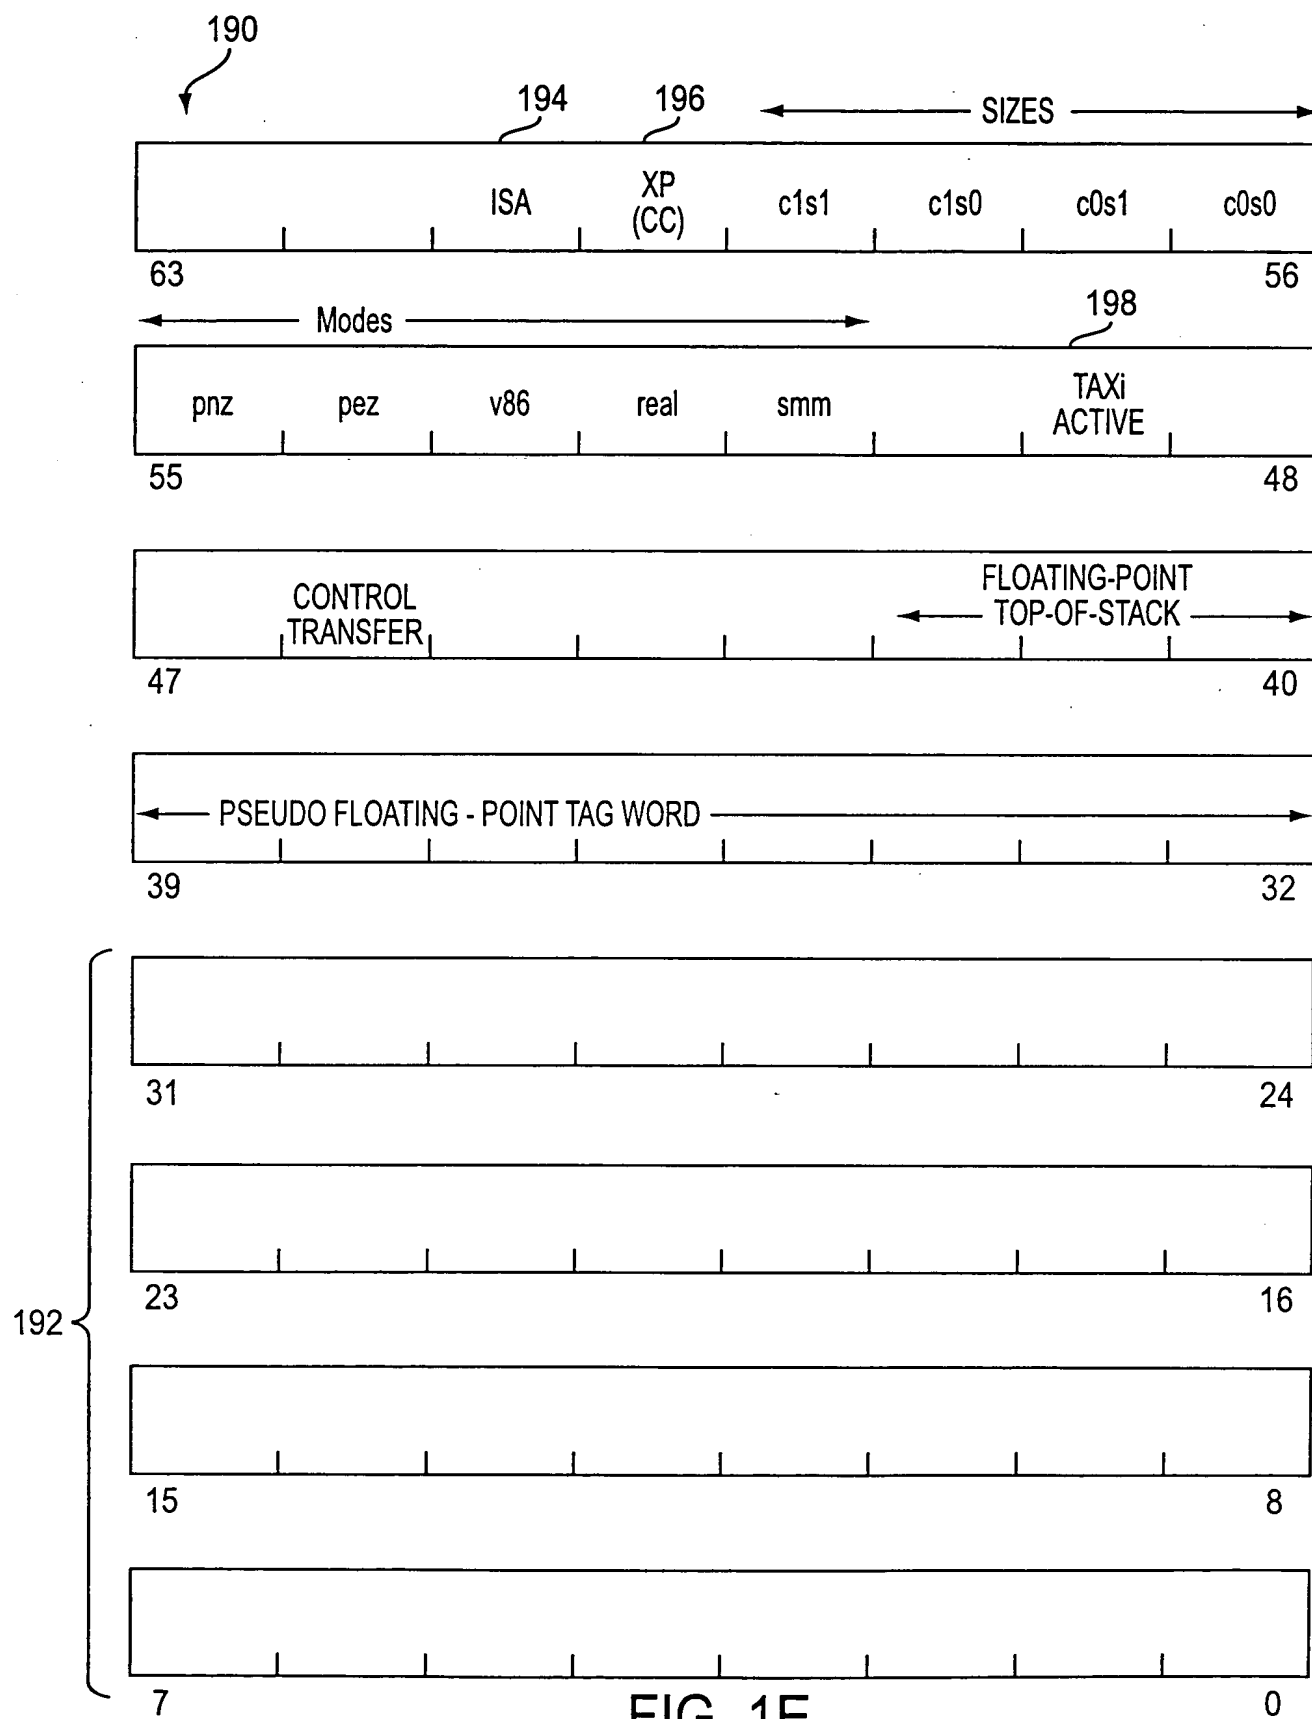 190
194
196
SIZES
ISA
XP
(CC)
c1s1
c1s0
c0s1
c0s0
63
56
Modes
198
pnz
pez
v86
real
smm
TAXi
ACTIVE
55
48
CONTROL
TRANSFER
FLOATING-POINT
TOP-OF-STACK
47
40
PSEUDO FLOATING - POINT TAG WORD
39
32
31
24
23
16
192
15
8
7
0
FIG.